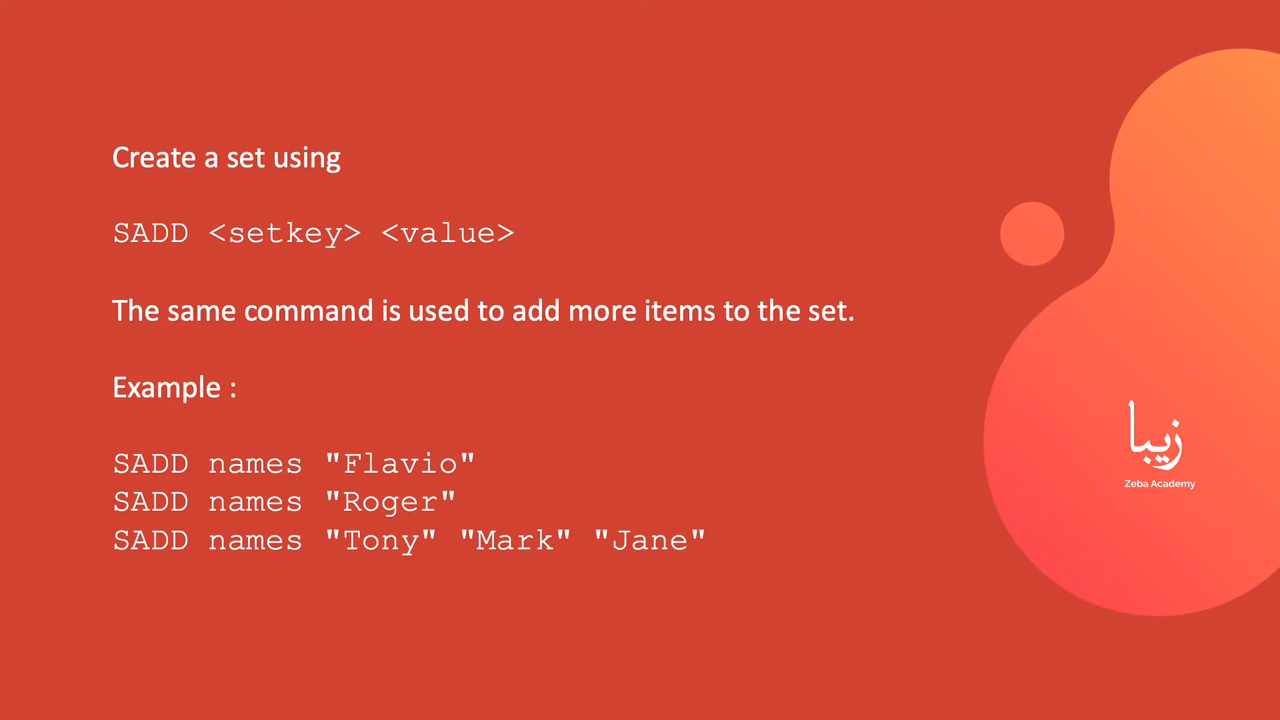 Create a set using
SADD <setkey> <value>
The same command is used to add more items to the set.
Example :
SADD names "Flavio"
SADD names "Roger"
SADD names "Tony" "Mark" "Jane"
زيبا
Zeba Academy